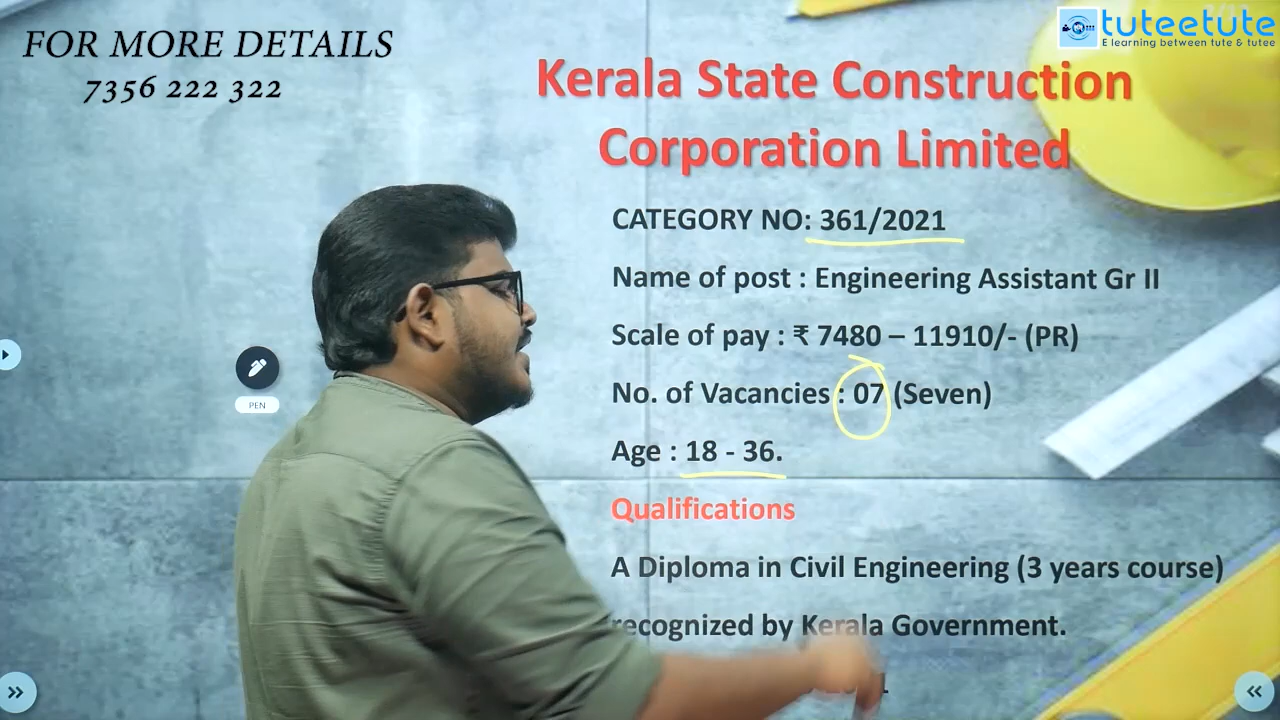 FOR MORE DETAILS
7356 222 322
tuteetute
E learning between tute & tutee
Kerala State Construction
Corporation Limited
CATEGORY NO: 361/2021
Name of post : Engineering Assistant Gr II
Scale of pay : ₹ 7480 – 11910/- (PR)
No. of Vacancies : 07 (Seven)
Age : 18 - 36.
PEN
Qualifications
A Diploma in Civil Engineering (3 years course)
recognized by Kerala Government.